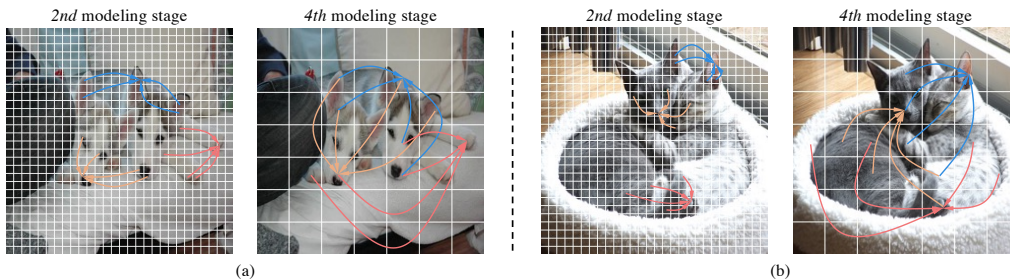 2nd modeling stage
4th modeling stage
2nd modeling stage
4th modeling stage
(a)
(b)